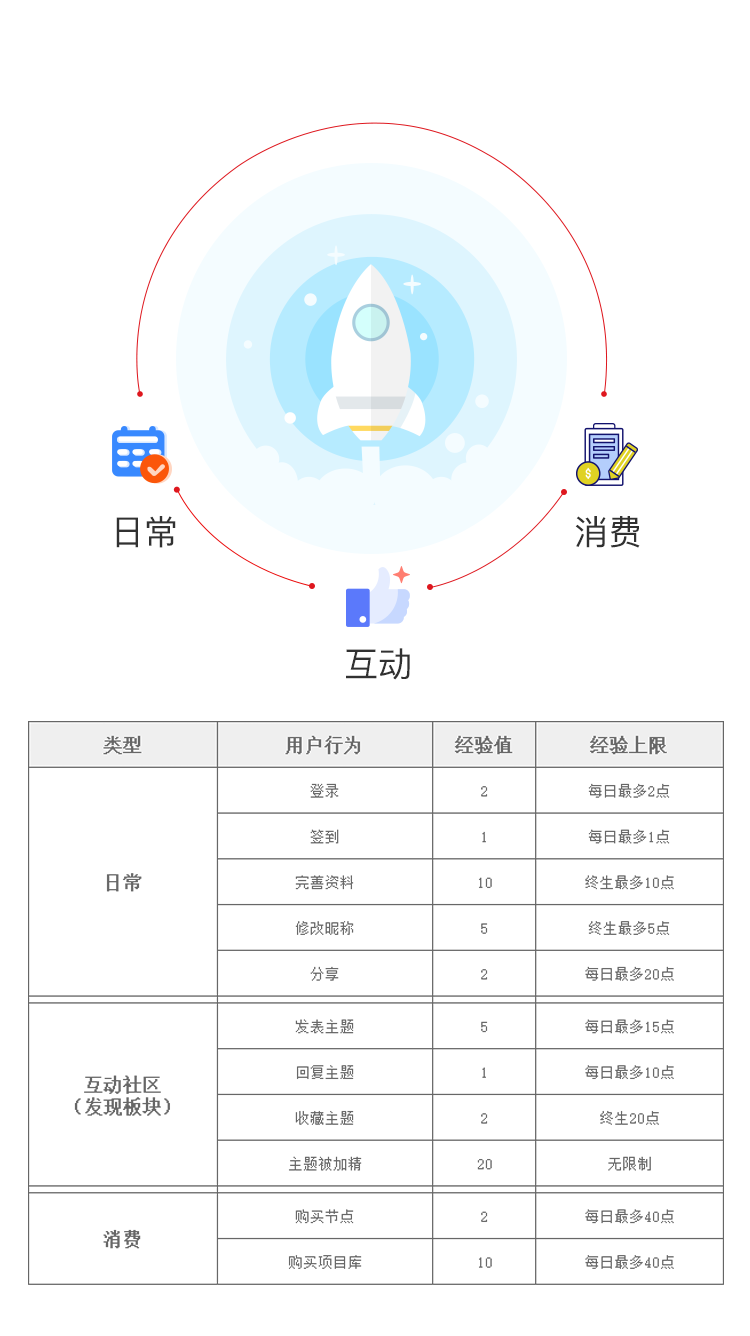 日常
消费
互动
类型 用户行为 经验值 经验上限
日常
登录 2 每日最多2点
签到 1 每日最多1点
完善资料 10 终生最多10点
修改昵称 5 终生最多5点
分享 2 每日最多20点
互动社区
（发现板块）
发表主题 5 每日最多15点
回复主题 1 每日最多10点
收藏主题 2 终生20点
主题被加精 20 无限制
消费
购买节点 2 每日最多40点
购买项目库 10 每日最多40点